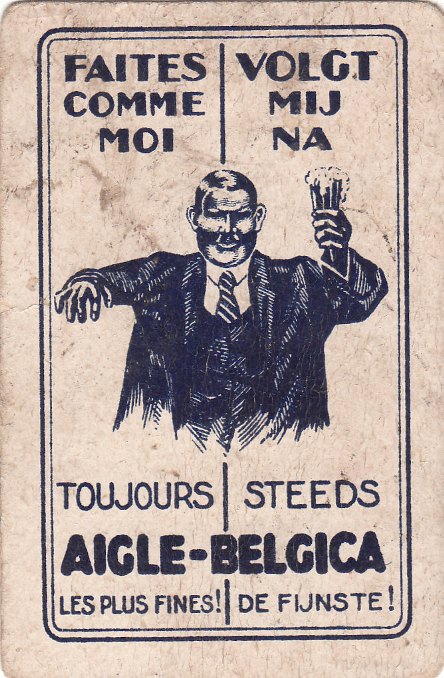 FAITES
COMME
MOI
VOLGT
MIJ
NA
TOUJOURS
STEEDS
AIGLE-BELGICA
LES PLUS FINES!
DE FIJNSTE!